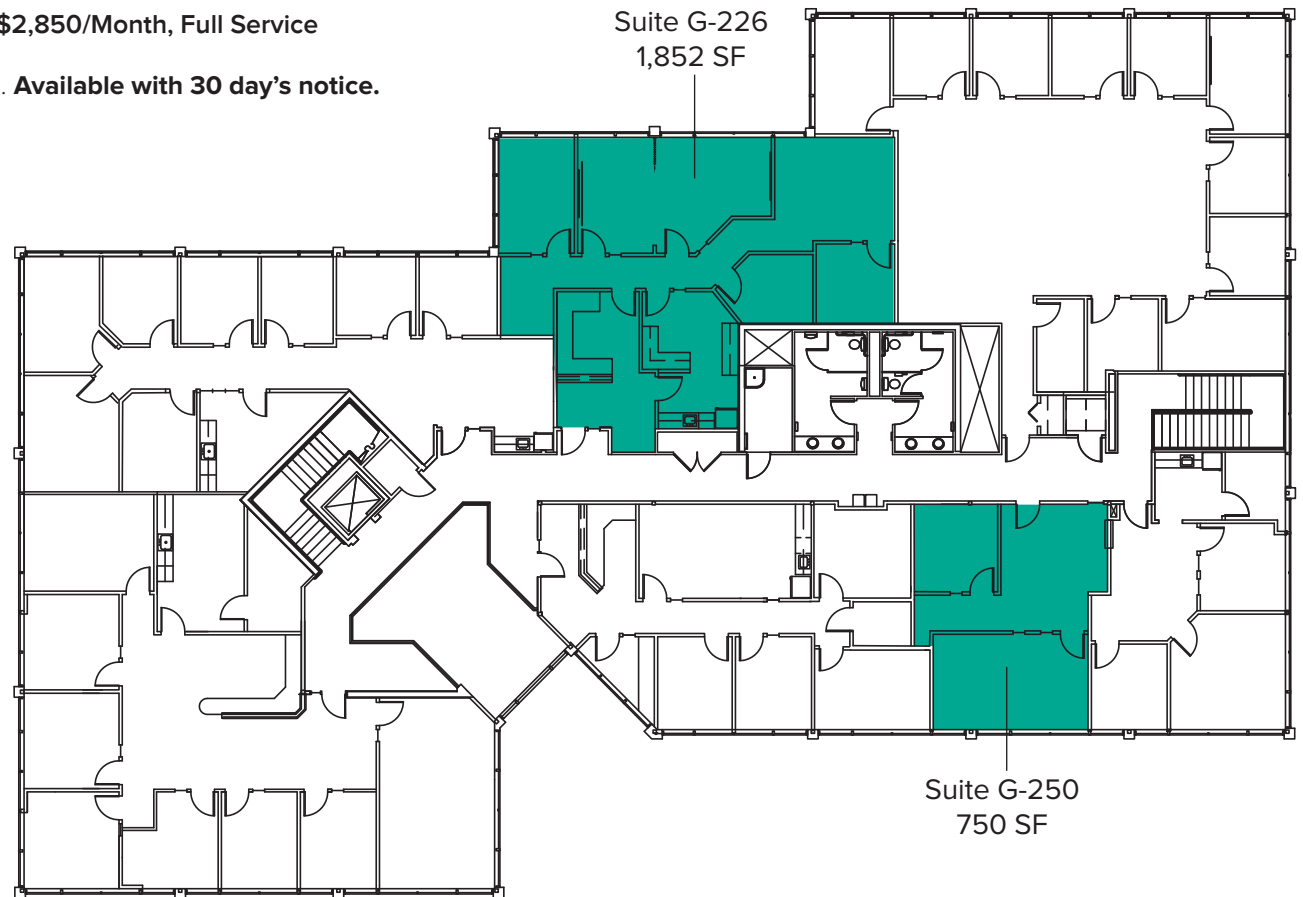 $2,850/Month, Full Service
. Available with 30 day’s notice.
Suite G-226
1,852 SF
Suite G-250
750 SF